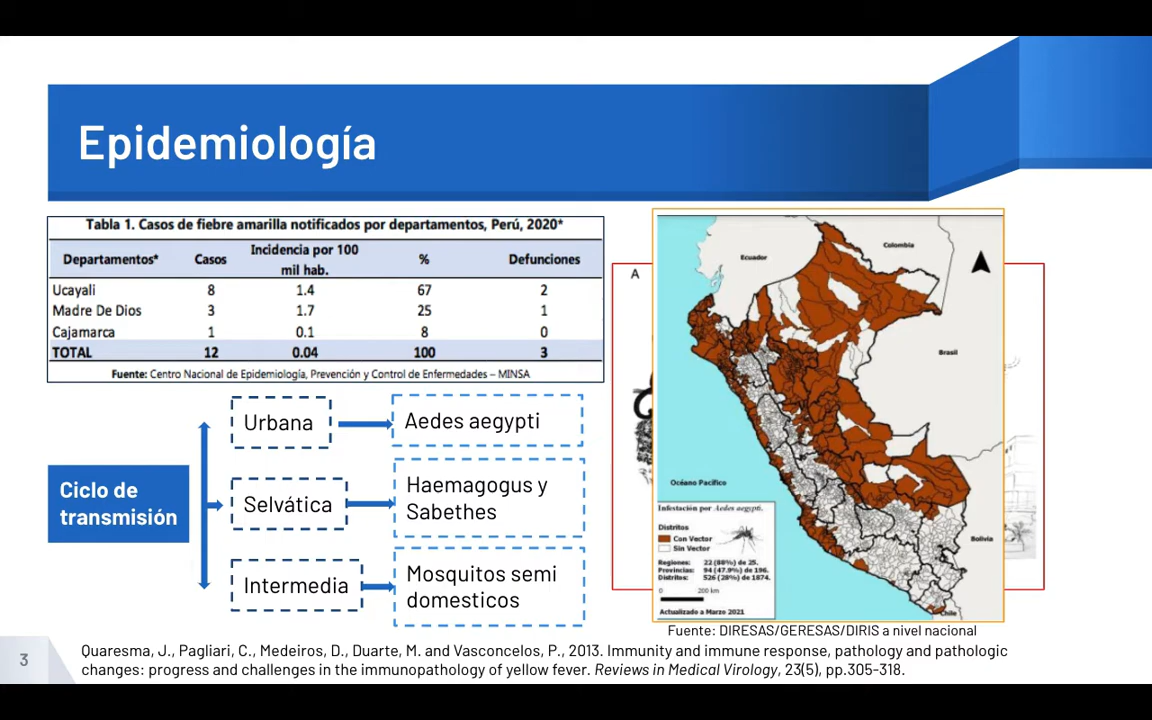 Epidemiología
Tabla 1. Casos de fiebre amarilla notificados por departamentos, Perú, 2020*
Departamentos* Casos Incidencia por 100 mil hab. % Defunciones
Ucayali 8 1.4 67 2
Madre De Dios 3 1.7 25 1
Cajamarca 1 0.1 8 0
TOTAL 12 0.04 100 3
Fuente: Centro Nacional de Epidemiología, Prevención y Control de Enfermedades – MINSA
Ciclo de
transmisión
Urbana
Aedes aegypti
Selvática
Haemagogus y
Sabethes
Intermedia
Mosquitos semi
domesticos
A
Ecuador
Colombia
Brasil
Océano Pacífico
Bolivia
Chile
Infestación por Aedes aegypti.
Distritos
Con Vector
Sin Vector
Regiones: 22 (88%) de 25.
Provincias: 94 (47.9%) de 196.
Distritos: 526 (28%) de 1874.
0 200 km
Actualizado a Marzo 2021
Fuente: DIRESAS/GERESAS/DIRIS a nivel nacional
3
Quaresma, J., Pagliari, C., Medeiros, D., Duarte, M. and Vasconcelos, P., 2013. Immunity and immune response, pathology and pathologic
changes: progress and challenges in the immunopathology of yellow fever. Reviews in Medical Virology, 23(5), pp.305-318.